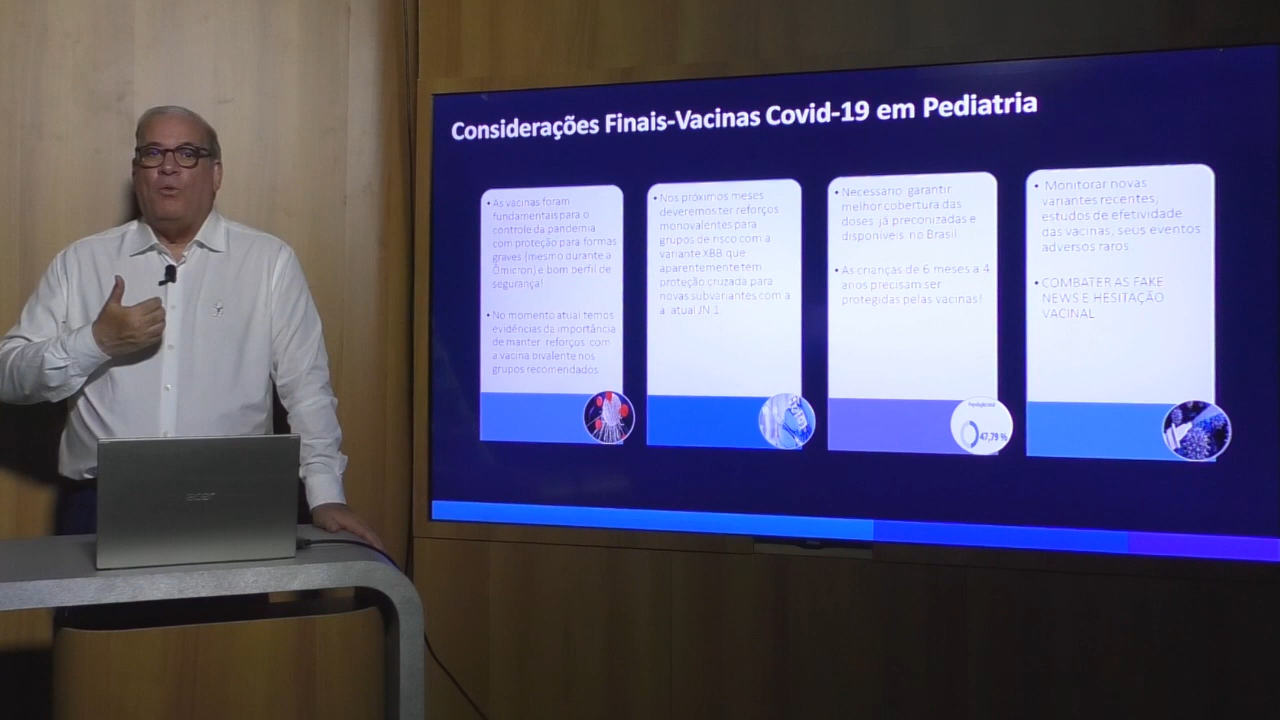 Considerações Finais-Vacinas Covid-19 em Pediatria
• As vacinas foram
fundamentais para o
controle da pandemia
com proteção para formas
graves (mesmo durante a
Ômicron) e bom perfil de
segurança!
• No momento atual temos
evidências da importância
de manter reforços com
a vacina bivalente nos
grupos recomendados
• Nos próximos meses
deveremos ter reforços
monovalentes para
grupos de risco com a
variante XBB que
aparentemente tem
proteção cruzada para
novas subvariantes com a
a atual JN 1
• Necessário garantir
melhor cobertura das
doses já preconizadas e
disponíveis no Brasil
• As crianças de 6 meses a 4
anos precisam ser
protegidas pelas vacinas!
47,79 %
• Monitorar novas
variantes recentes,
estudos de efetividade
das vacinas, seus eventos
adversos raros
• COMBATER AS FAKE
NEWS E HESITAÇÃO
VACINAL
acer